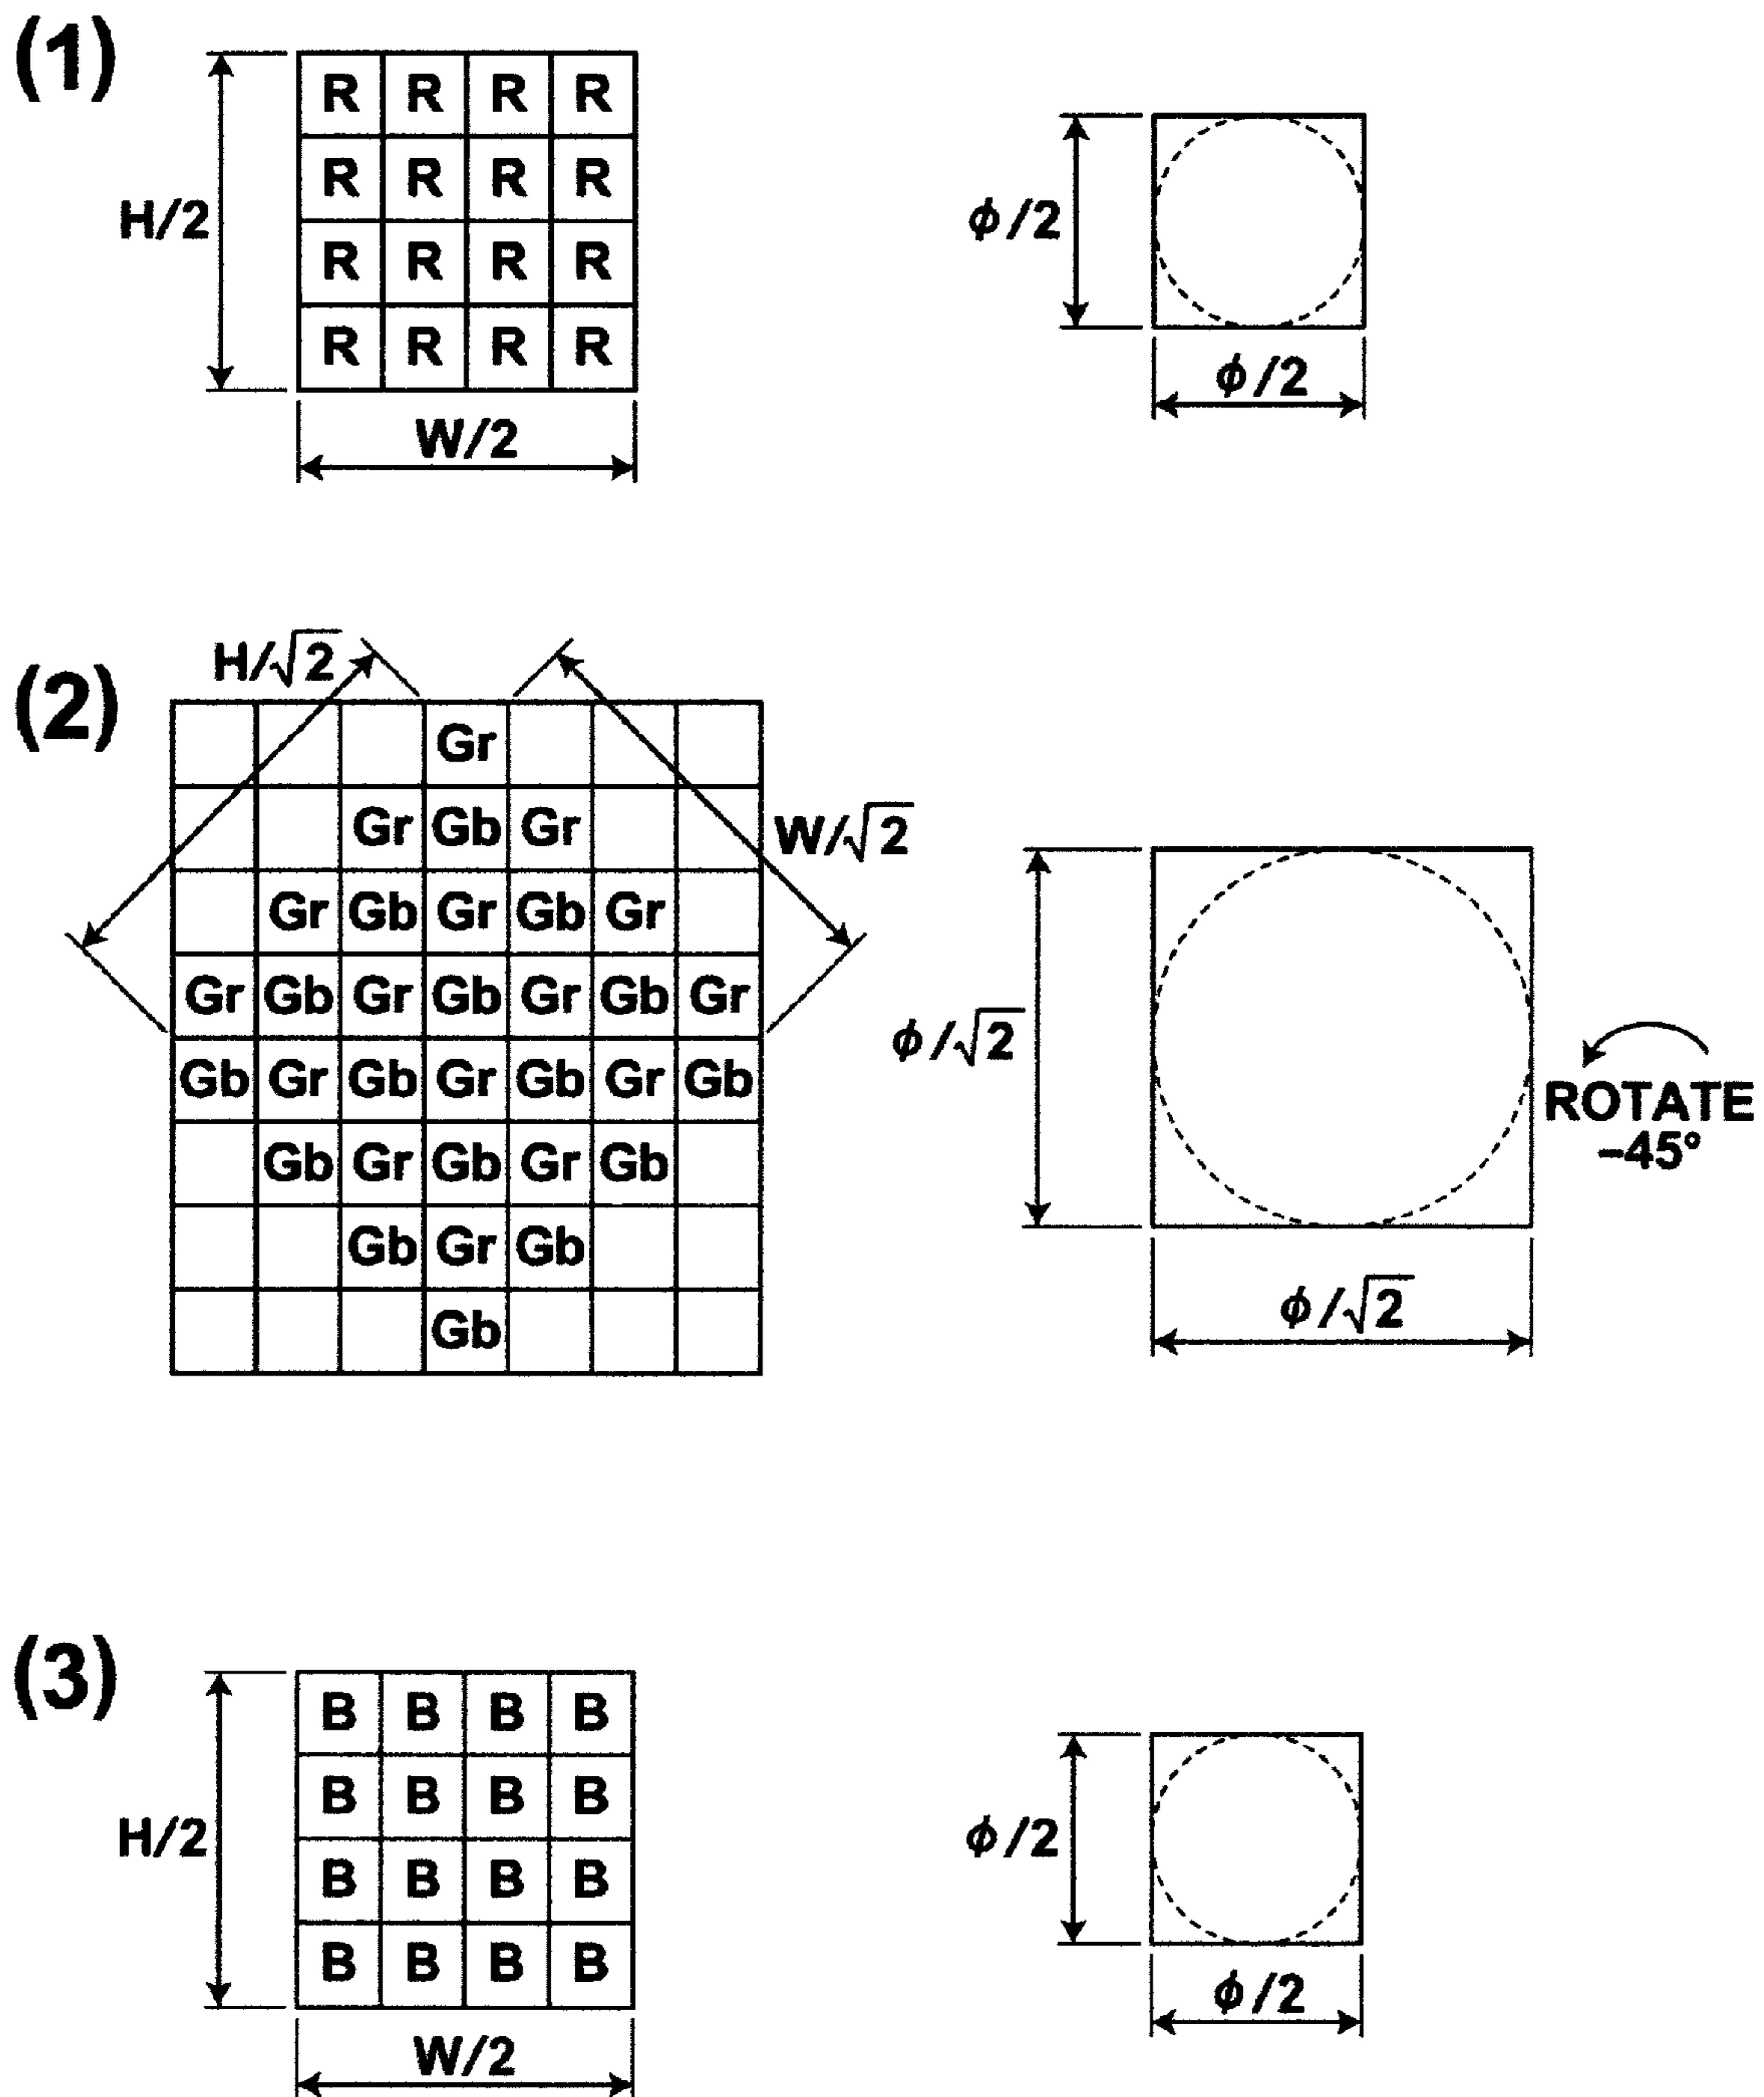 (1)
R R R R
R R R R
R R R R
R R R R
H/2
W/2
φ/2
φ/2
(2)
H/√2
W/√2
Gr
Gr Gb Gr
Gr Gb Gr Gb Gr
Gr Gb Gr Gb Gr Gb Gr
Gb Gr Gb Gr Gb Gr Gb
Gb Gr Gb Gr Gb
Gb Gr Gb
Gb
φ/√2
φ/√2
ROTATE
−45°
(3)
B B B B
B B B B
B B B B
B B B B
H/2
W/2
φ/2
φ/2